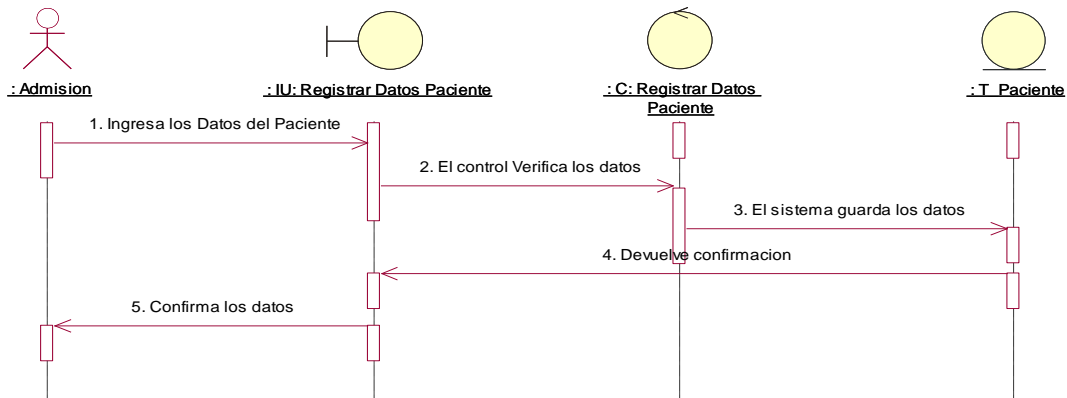 : Admision
: IU: Registrar Datos Paciente
: C: Registrar Datos
Paciente
: T_Paciente
1. Ingresa los Datos del Paciente
2. El control Verifica los datos
3. El sistema guarda los datos
4. Devuelve confirmacion
5. Confirma los datos